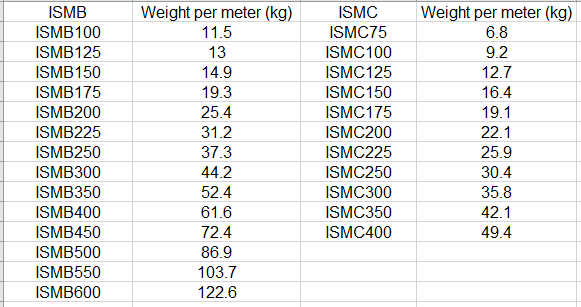 ISMB Weight per meter (kg) ISMC Weight per meter (kg)
ISMB100 11.5 ISMC75 6.8
ISMB125 13 ISMC100 9.2
ISMB150 14.9 ISMC125 12.7
ISMB175 19.3 ISMC150 16.4
ISMB200 25.4 ISMC175 19.1
ISMB225 31.2 ISMC200 22.1
ISMB250 37.3 ISMC225 25.9
ISMB300 44.2 ISMC250 30.4
ISMB350 52.4 ISMC300 35.8
ISMB400 61.6 ISMC350 42.1
ISMB450 72.4 ISMC400 49.4
ISMB500 86.9
ISMB550 103.7
ISMB600 122.6